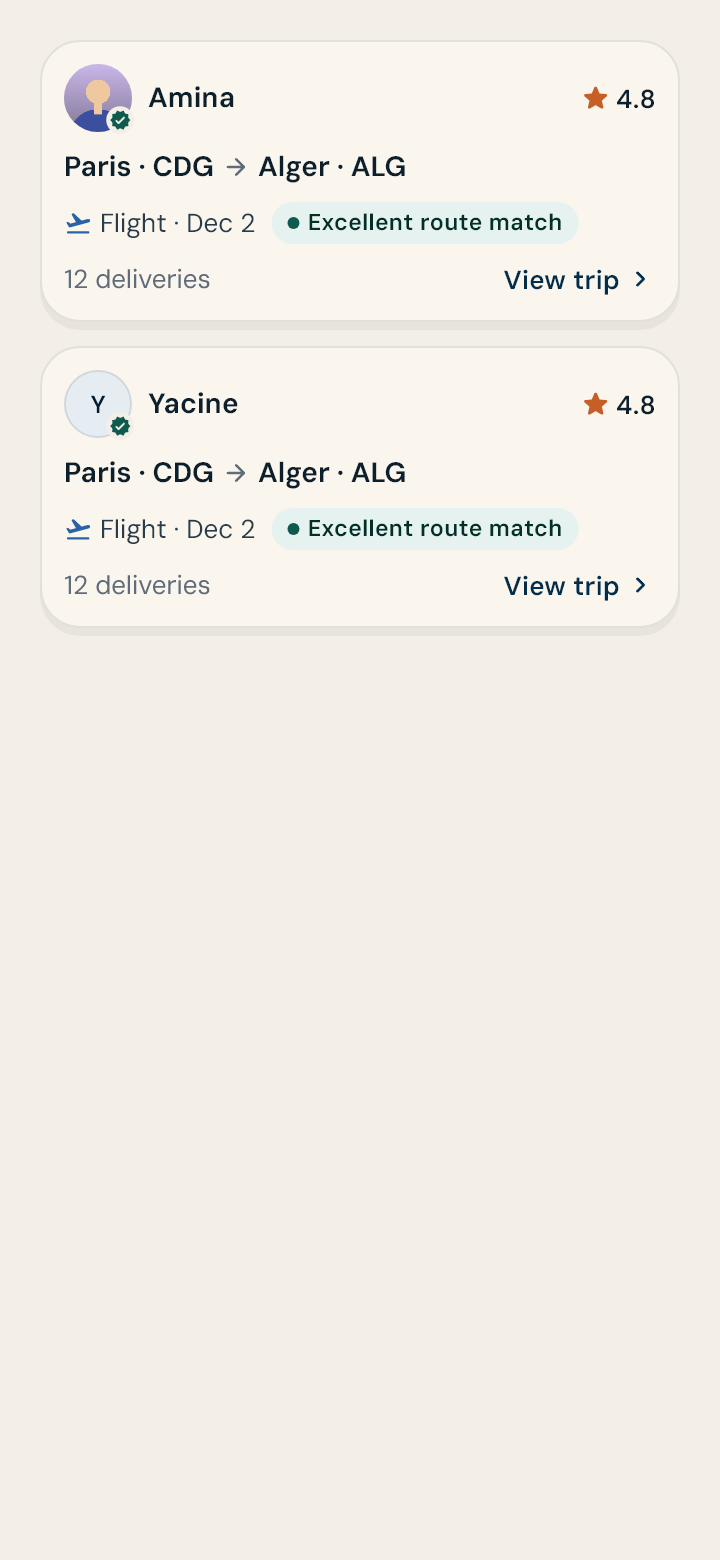 Amina 4.8
Paris · CDG → Alger · ALG
Flight · Dec 2 Excellent route match
12 deliveries View trip
Y Yacine 4.8
Paris · CDG → Alger · ALG
Flight · Dec 2 Excellent route match
12 deliveries View trip